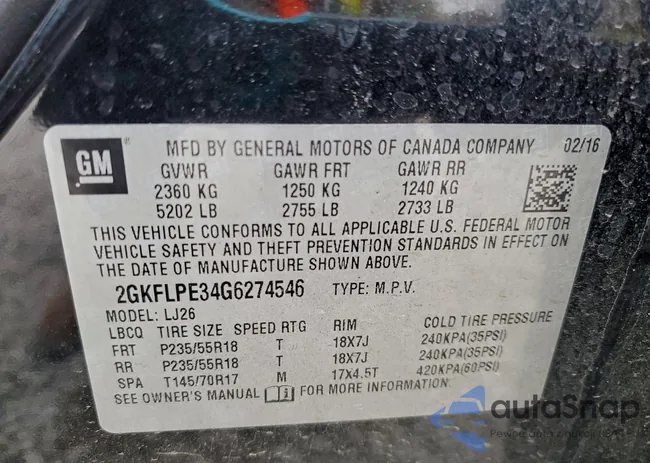 GM
MFD BY GENERAL MOTORS OF CANADA COMPANY 02/16
GVWR GAWR FRT GAWR RR
2360 KG 1250 KG 1240 KG
5202 LB 2755 LB 2733 LB
THIS VEHICLE CONFORMS TO ALL APPLICABLE U.S. FEDERAL MOTOR
VEHICLE SAFETY AND THEFT PREVENTION STANDARDS IN EFFECT ON
THE DATE OF MANUFACTURE SHOWN ABOVE.
2GKFLPE34G6274546 TYPE: M.P.V.
MODEL: LJ26
LBCQ TIRE SIZE SPEED RTG RIM COLD TIRE PRESSURE
FRT P235/55R18 T 18X7J 240KPA(35PSI)
RR P235/55R18 T 18X7J 240KPA(35PSI)
SPA T145/70R17 M 17X4.5T 420KPA(60PSI)
SEE OWNER'S MANUAL FOR MORE INFORMATION.
autoSnap